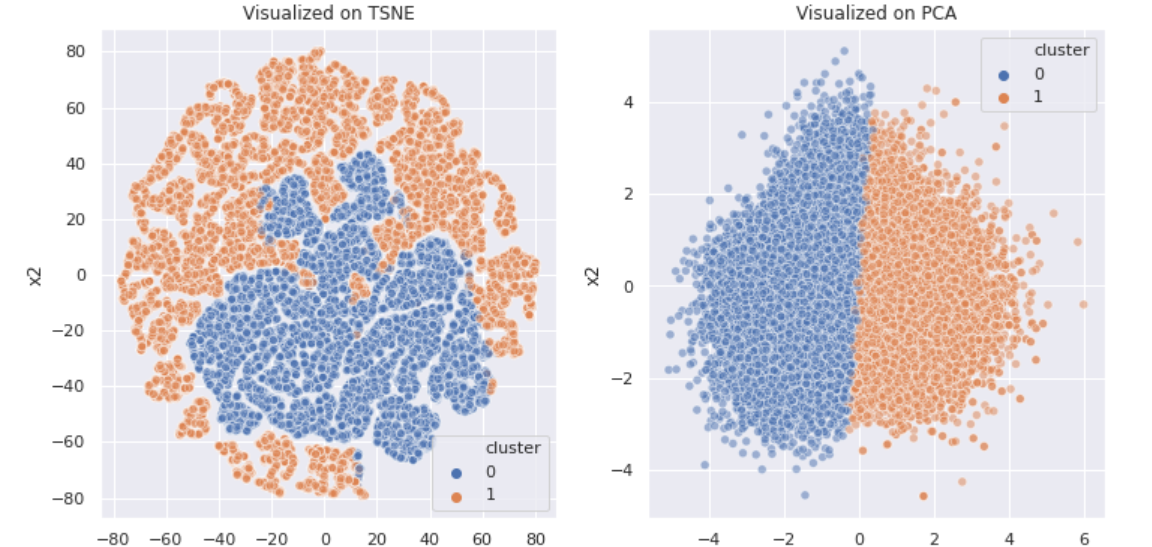 Visualized on TSNE
80
60
40
20
0
−20
−40
−60
−80
x2
−80 −60 −40 −20 0 20 40 60 80
cluster
0
1
Visualized on PCA
4
2
0
−2
−4
x2
−4 −2 0 2 4 6
cluster
0
1